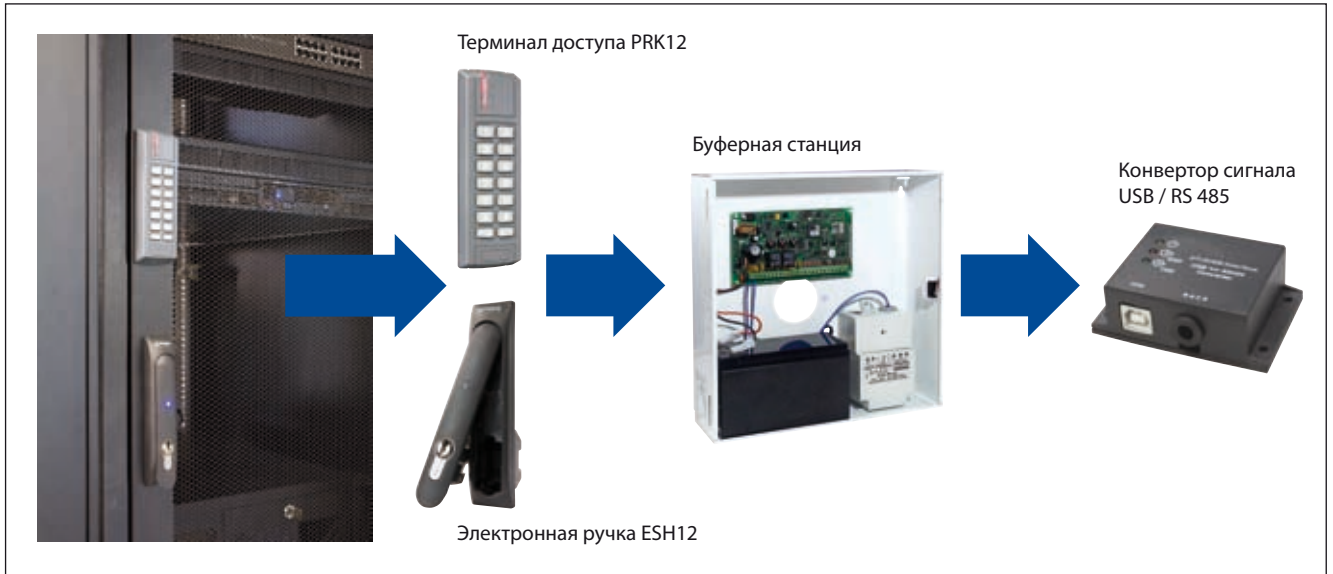 Терминал доступа PRK12
Буферная станция
Конвертор сигнала
USB / RS 485
Электронная ручка ESH12